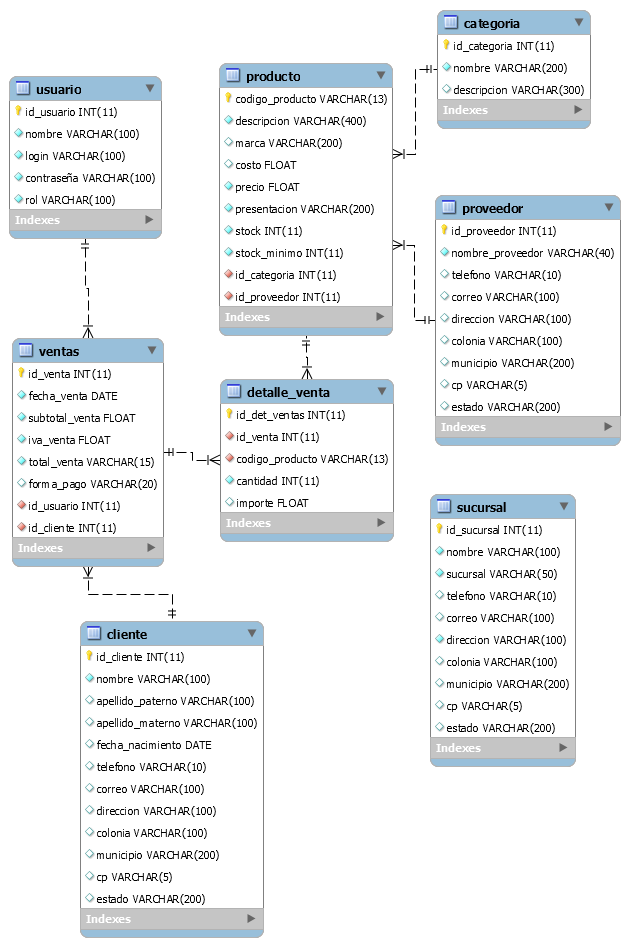 categoria
id_categoria INT(11)
nombre VARCHAR(200)
descripcion VARCHAR(300)
Indexes
producto
codigo_producto VARCHAR(13)
descripcion VARCHAR(400)
marca VARCHAR(200)
costo FLOAT
precio FLOAT
presentacion VARCHAR(200)
stock INT(11)
stock_minimo INT(11)
id_categoria INT(11)
id_proveedor INT(11)
Indexes
usuario
id_usuario INT(11)
nombre VARCHAR(100)
login VARCHAR(100)
contraseña VARCHAR(100)
rol VARCHAR(100)
Indexes
proveedor
id_proveedor INT(11)
nombre_proveedor VARCHAR(40)
telefono VARCHAR(10)
correo VARCHAR(100)
direccion VARCHAR(100)
colonia VARCHAR(100)
municipio VARCHAR(200)
cp VARCHAR(5)
estado VARCHAR(200)
Indexes
ventas
id_venta INT(11)
fecha_venta DATE
subtotal_venta FLOAT
iva_venta FLOAT
total_venta VARCHAR(15)
forma_pago VARCHAR(20)
id_usuario INT(11)
id_cliente INT(11)
Indexes
detalle_venta
id_det_ventas INT(11)
id_venta INT(11)
codigo_producto VARCHAR(13)
cantidad INT(11)
importe FLOAT
Indexes
sucursal
id_sucursal INT(11)
nombre VARCHAR(100)
sucursal VARCHAR(50)
telefono VARCHAR(10)
correo VARCHAR(100)
direccion VARCHAR(100)
colonia VARCHAR(100)
municipio VARCHAR(200)
cp VARCHAR(5)
estado VARCHAR(200)
Indexes
cliente
id_cliente INT(11)
nombre VARCHAR(100)
apellido_paterno VARCHAR(100)
apellido_materno VARCHAR(100)
fecha_nacimiento DATE
telefono VARCHAR(10)
correo VARCHAR(100)
direccion VARCHAR(100)
colonia VARCHAR(100)
municipio VARCHAR(200)
cp VARCHAR(5)
estado VARCHAR(200)
Indexes